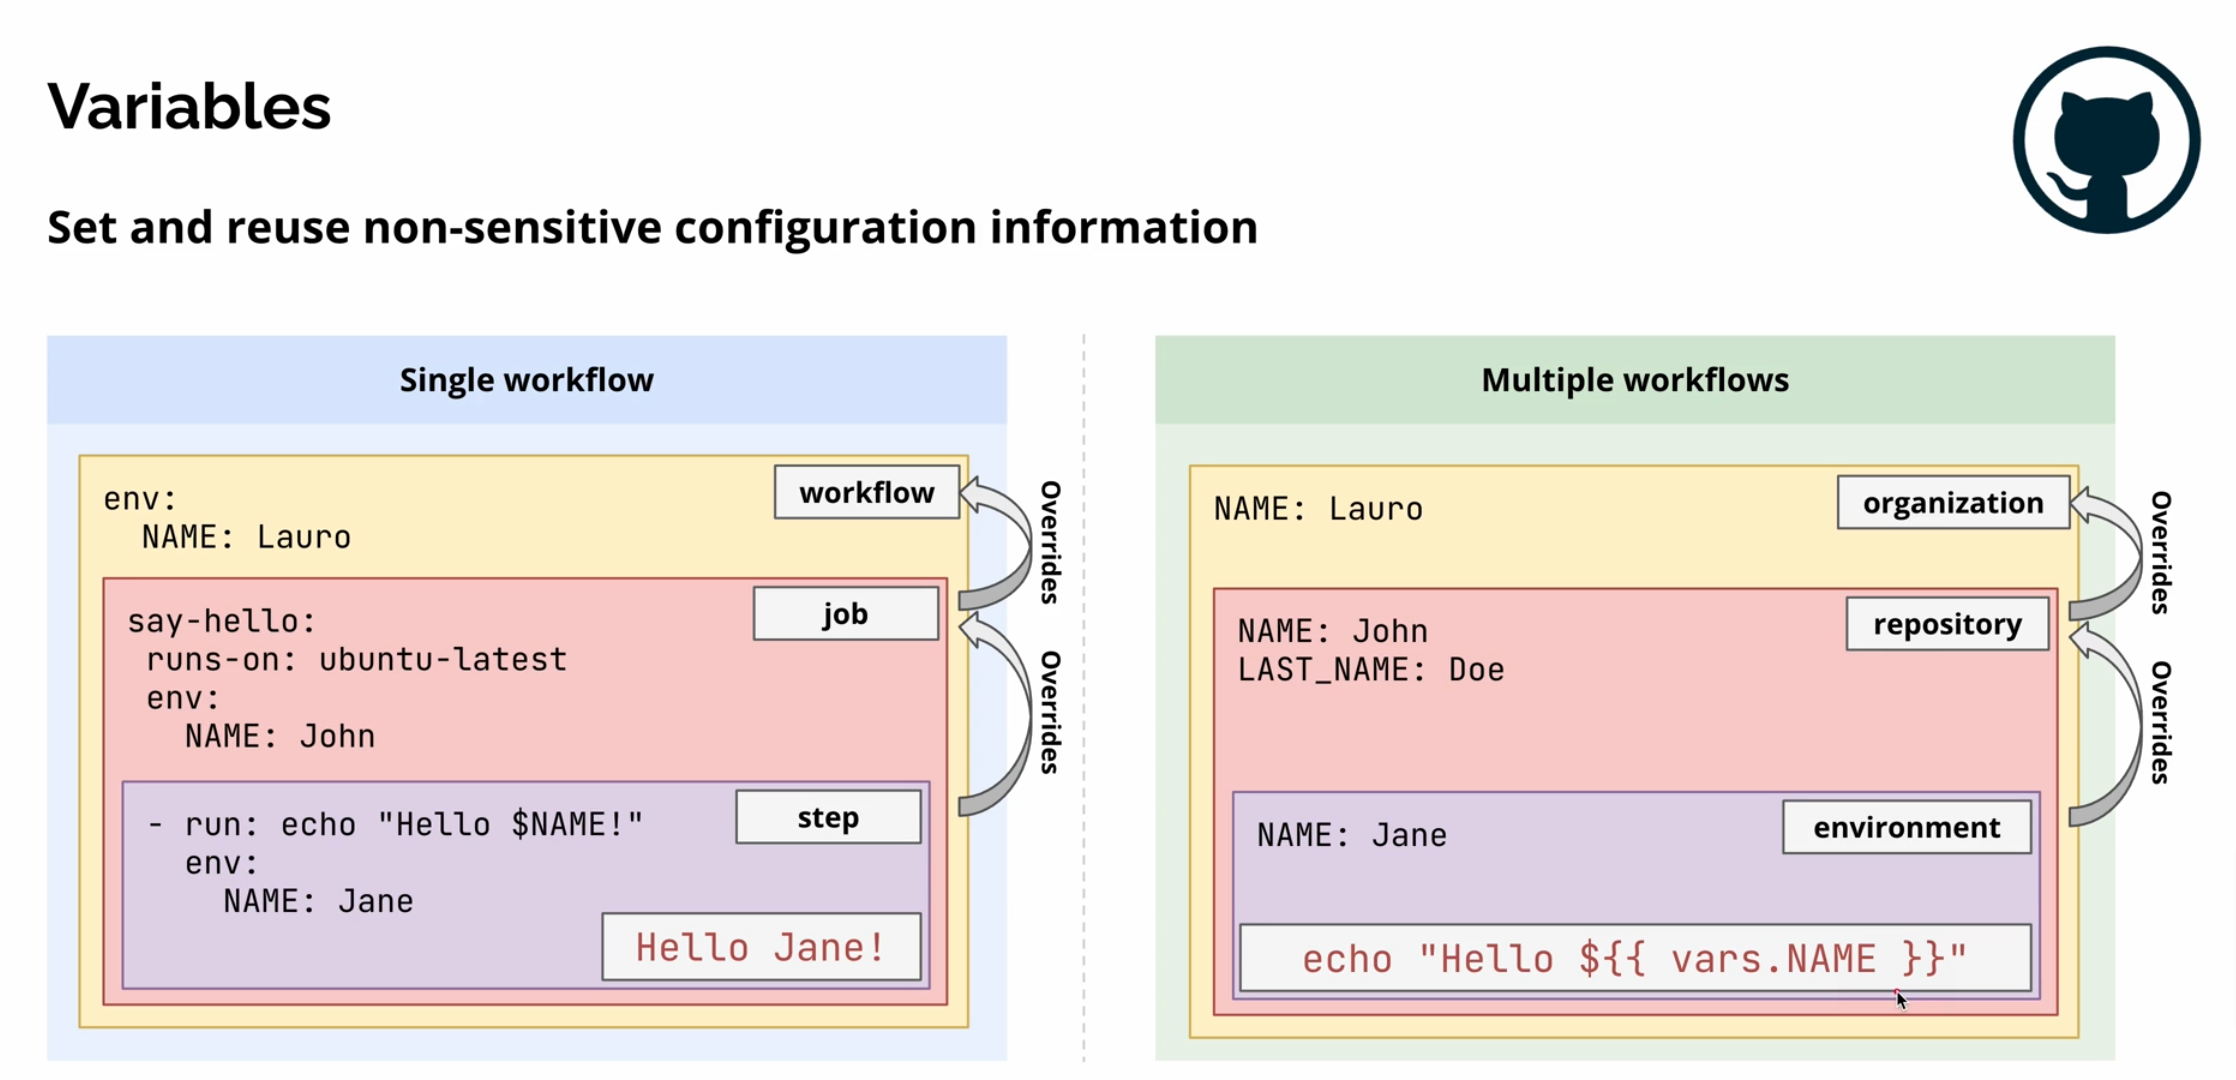 Variables
Set and reuse non-sensitive configuration information
Single workflow
env:
NAME: Lauro
workflow
say-hello:
runs-on: ubuntu-latest
env:
NAME: John
job
- run: echo "Hello $NAME!"
env:
NAME: Jane
step
Hello Jane!
Overrides
Overrides
Multiple workflows
NAME: Lauro
organization
NAME: John
LAST_NAME: Doe
repository
NAME: Jane
environment
echo "Hello ${{ vars.NAME }}"
Overrides
Overrides